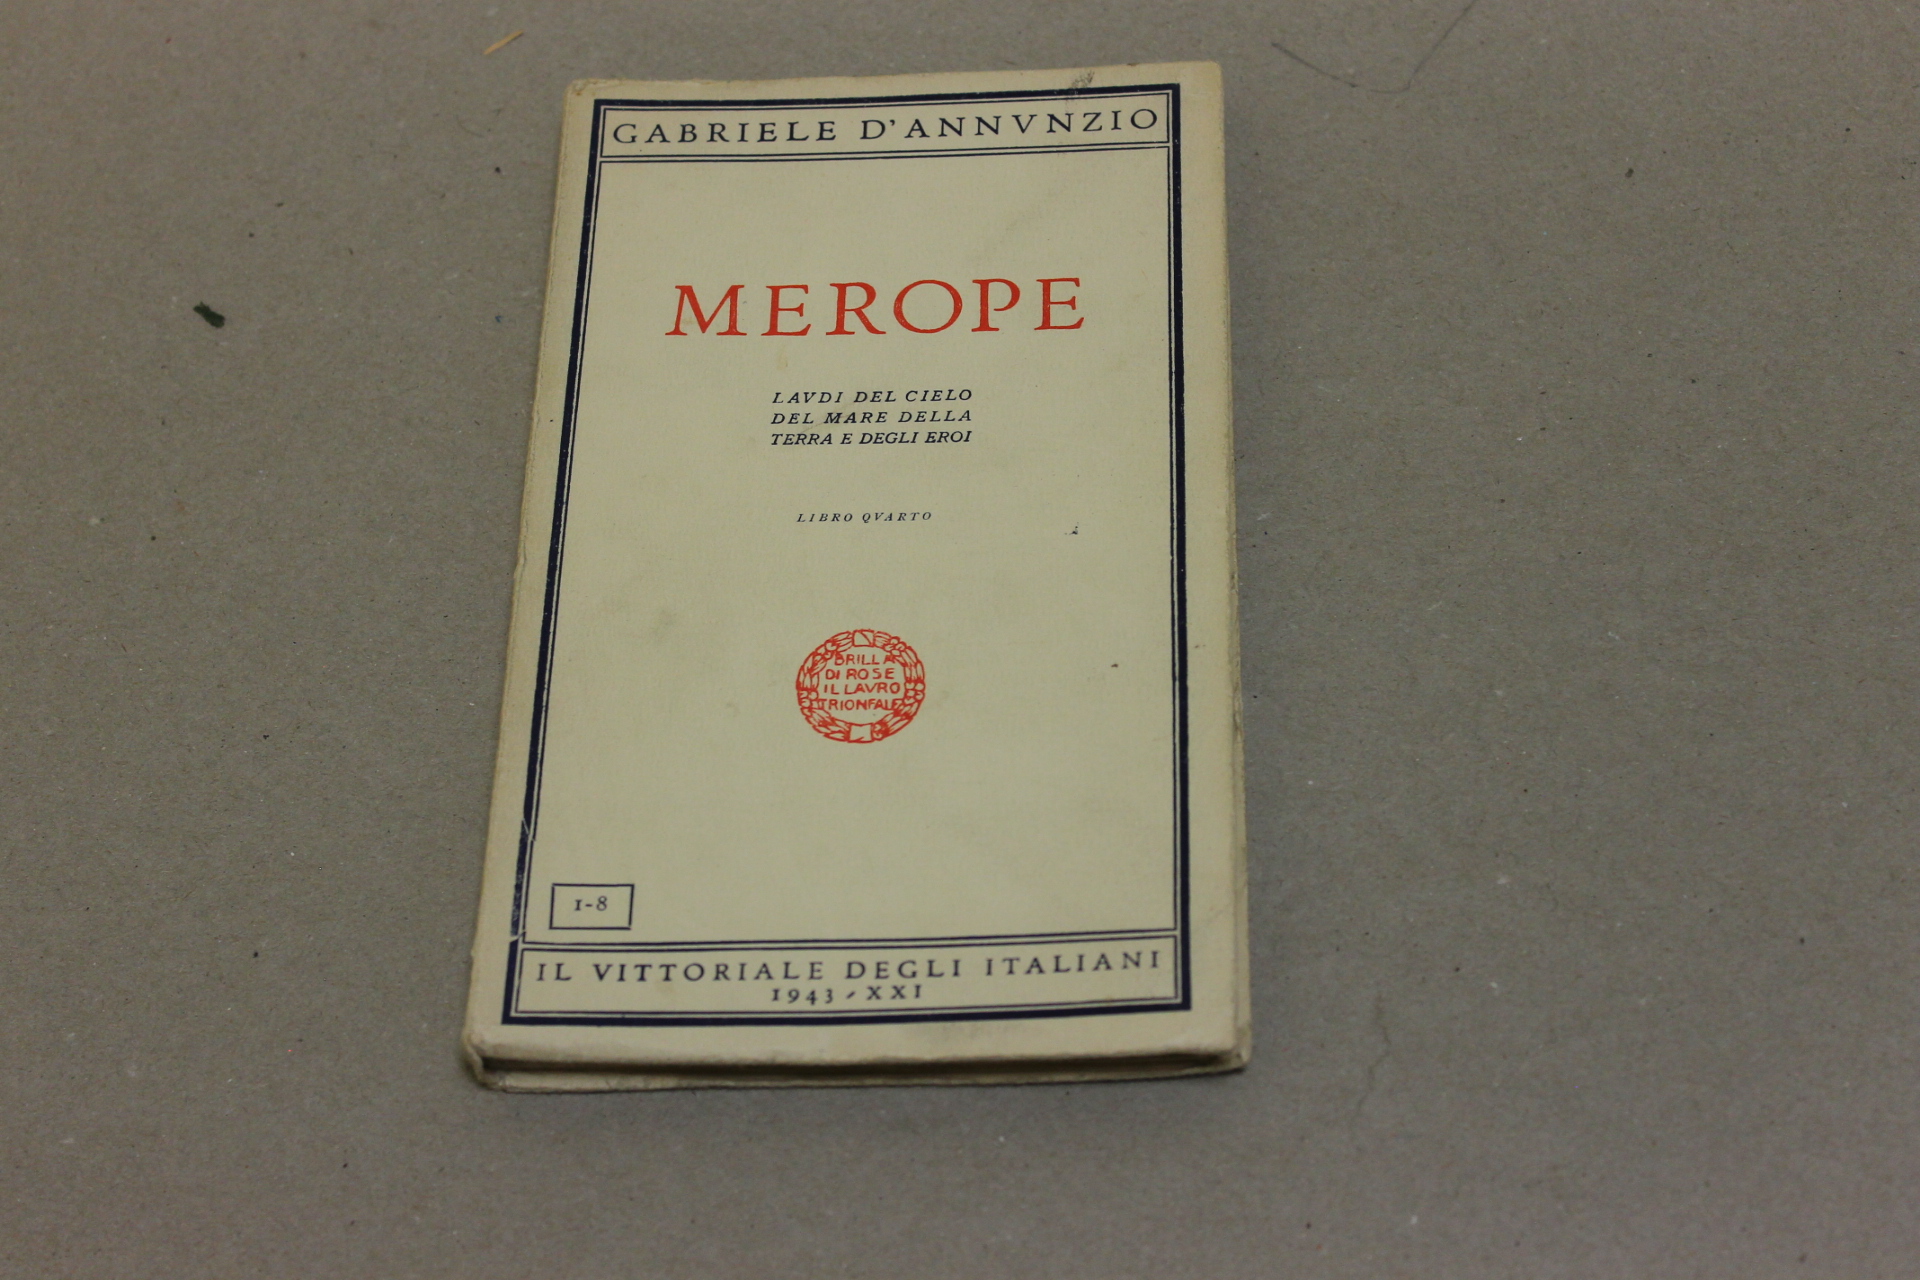 GABRIELE D'ANNVNZIO
MEROPE
LAVDI DEL CIELO
DEL MARE DELLA
TERRA E DEGLI EROI
LIBRO QVARTO
BRILLA
DI ROSE
IL LAVRO
TRIONFALE
I-8
IL VITTORIALE DEGLI ITALIANI
1943-XXI